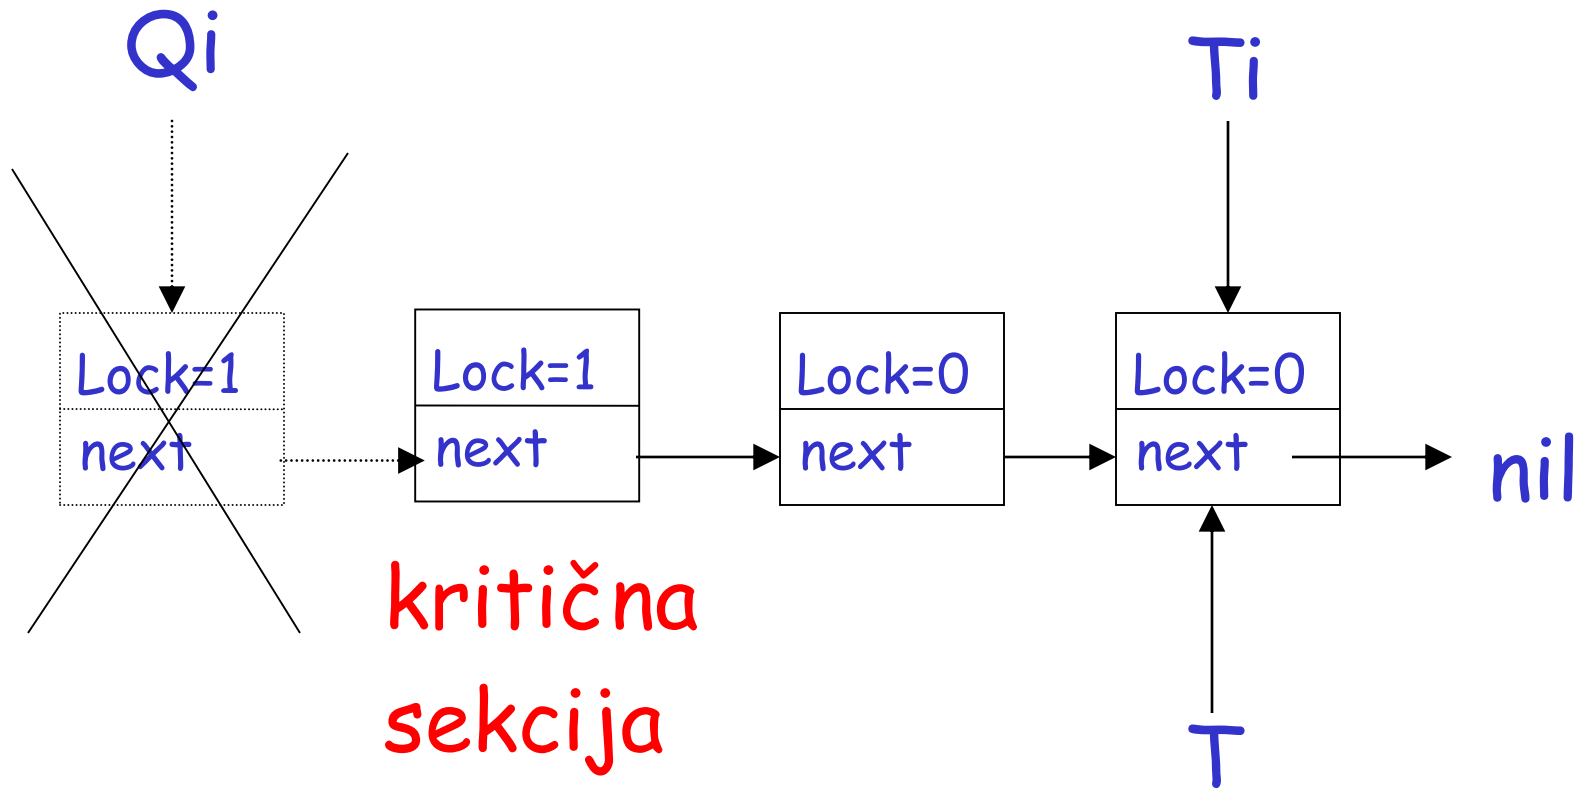 Qi
Ti
Lock=1
next
Lock=1
next
Lock=0
next
Lock=0
next
nil
kritična
sekcija
T